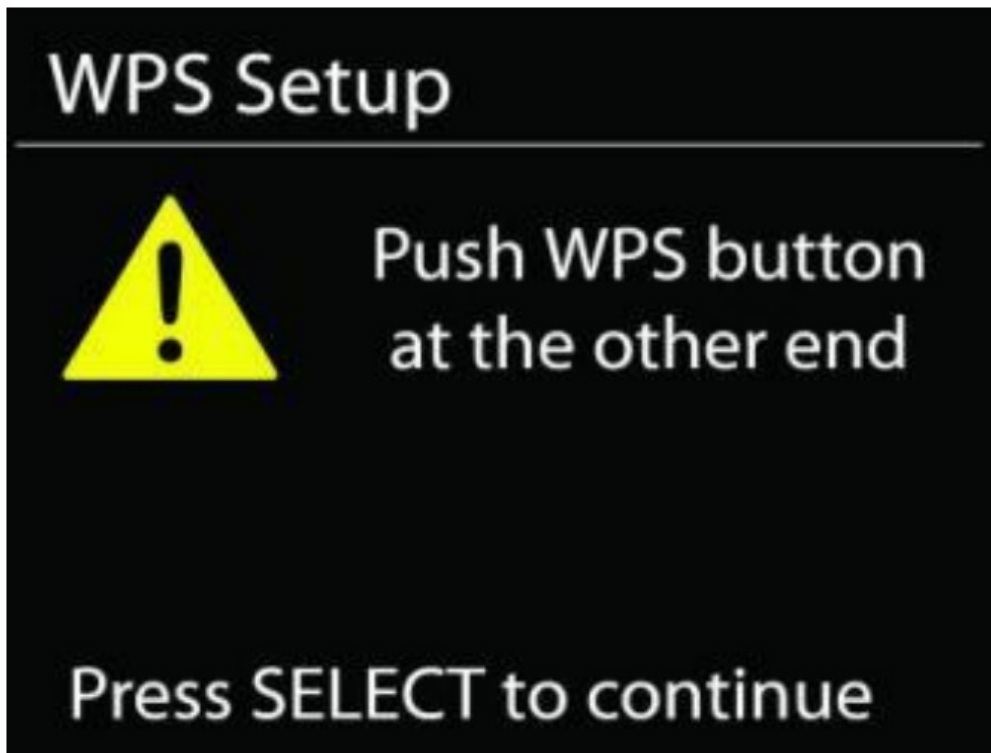 WPS Setup
Push WPS button
at the other end
Press SELECT to continue